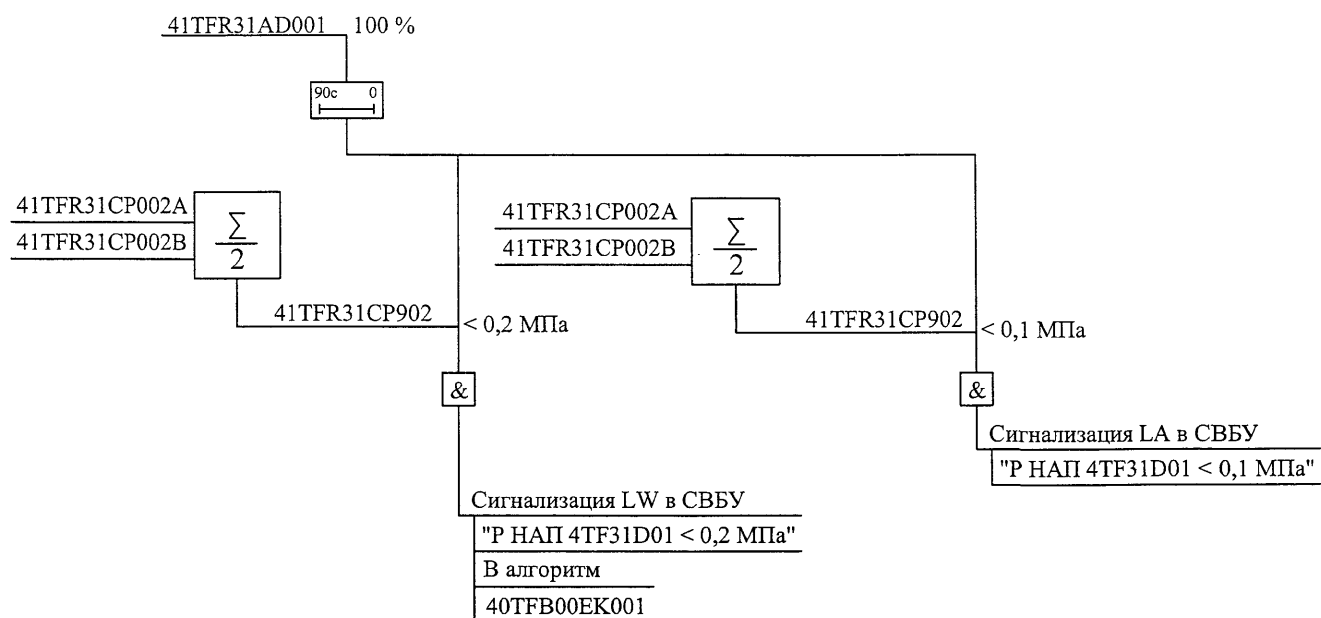 41TFR31AD001 100 %
90с 0
41TFR31CP002A
41TFR31CP002B
Σ
2
41TFR31CP902
< 0,2 МПа
&
41TFR31CP002A
41TFR31CP002B
Σ
2
41TFR31CP902
< 0,1 МПа
&
Сигнализация LA в СВБУ
"Р НАП 4TF31D01 < 0,1 МПа"
Сигнализация LW в СВБУ
"Р НАП 4TF31D01 < 0,2 МПа"
В алгоритм
40TFB00EK001